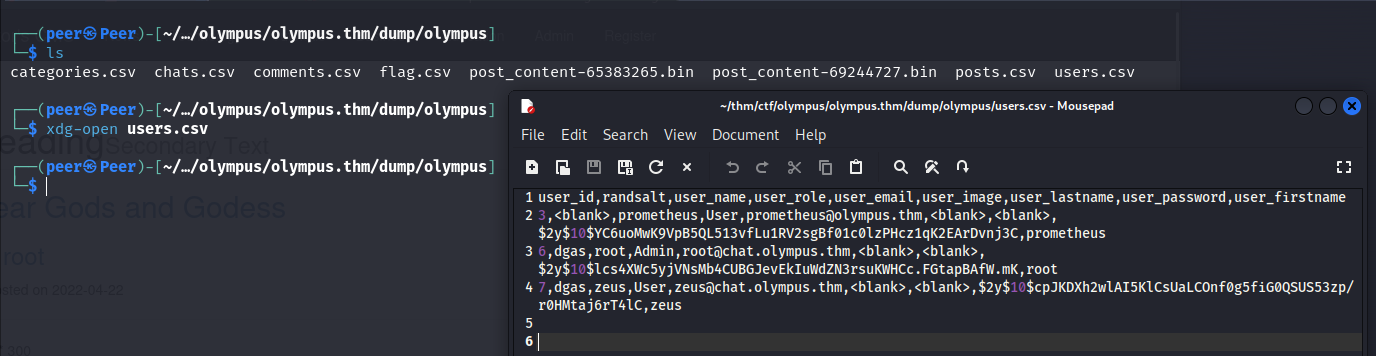 (peer㉿Peer)-[~/…/olympus/olympus.thm/dump/olympus]
$ ls
categories.csv chats.csv comments.csv flag.csv post_content-65383265.bin post_content-69244727.bin posts.csv users.csv
(peer㉿Peer)-[~/…/olympus/olympus.thm/dump/olympus]
$ xdg-open users.csv
eading Secondary Text
(peer㉿Peer)-[~/…/olympus/olympus.thm/dump/olympus]
$
ear Gods and Godess
root
sted on 2022-04-22
~/thm/ctf/olympus/olympus.thm/dump/olympus/users.csv - Mousepad
File Edit Search View Document Help
1 user_id,randsalt,user_name,user_role,user_email,user_image,user_lastname,user_password,user_firstname
2 3,<blank>,prometheus,User,prometheus@olympus.thm,<blank>,<blank>,
$2y$10$YC6uoMwK9VpB5QL513vfLu1RV2sgBf01c0lzPHcz1qK2EArDvnj3C,prometheus
3 6,dgas,root,Admin,root@chat.olympus.thm,<blank>,<blank>,
$2y$10$lcs4XWc5yjVNsMb4CUBGJevEkIuWdZN3rsuKWHCc.FGtapBAfW.mK,root
4 7,dgas,zeus,User,zeus@chat.olympus.thm,<blank>,<blank>,$2y$10$cpJKDXh2wlAI5KlCsUaLCOnf0g5fiG0QSUS53zp/
r0HMtaj6rT4lC,zeus
5
6